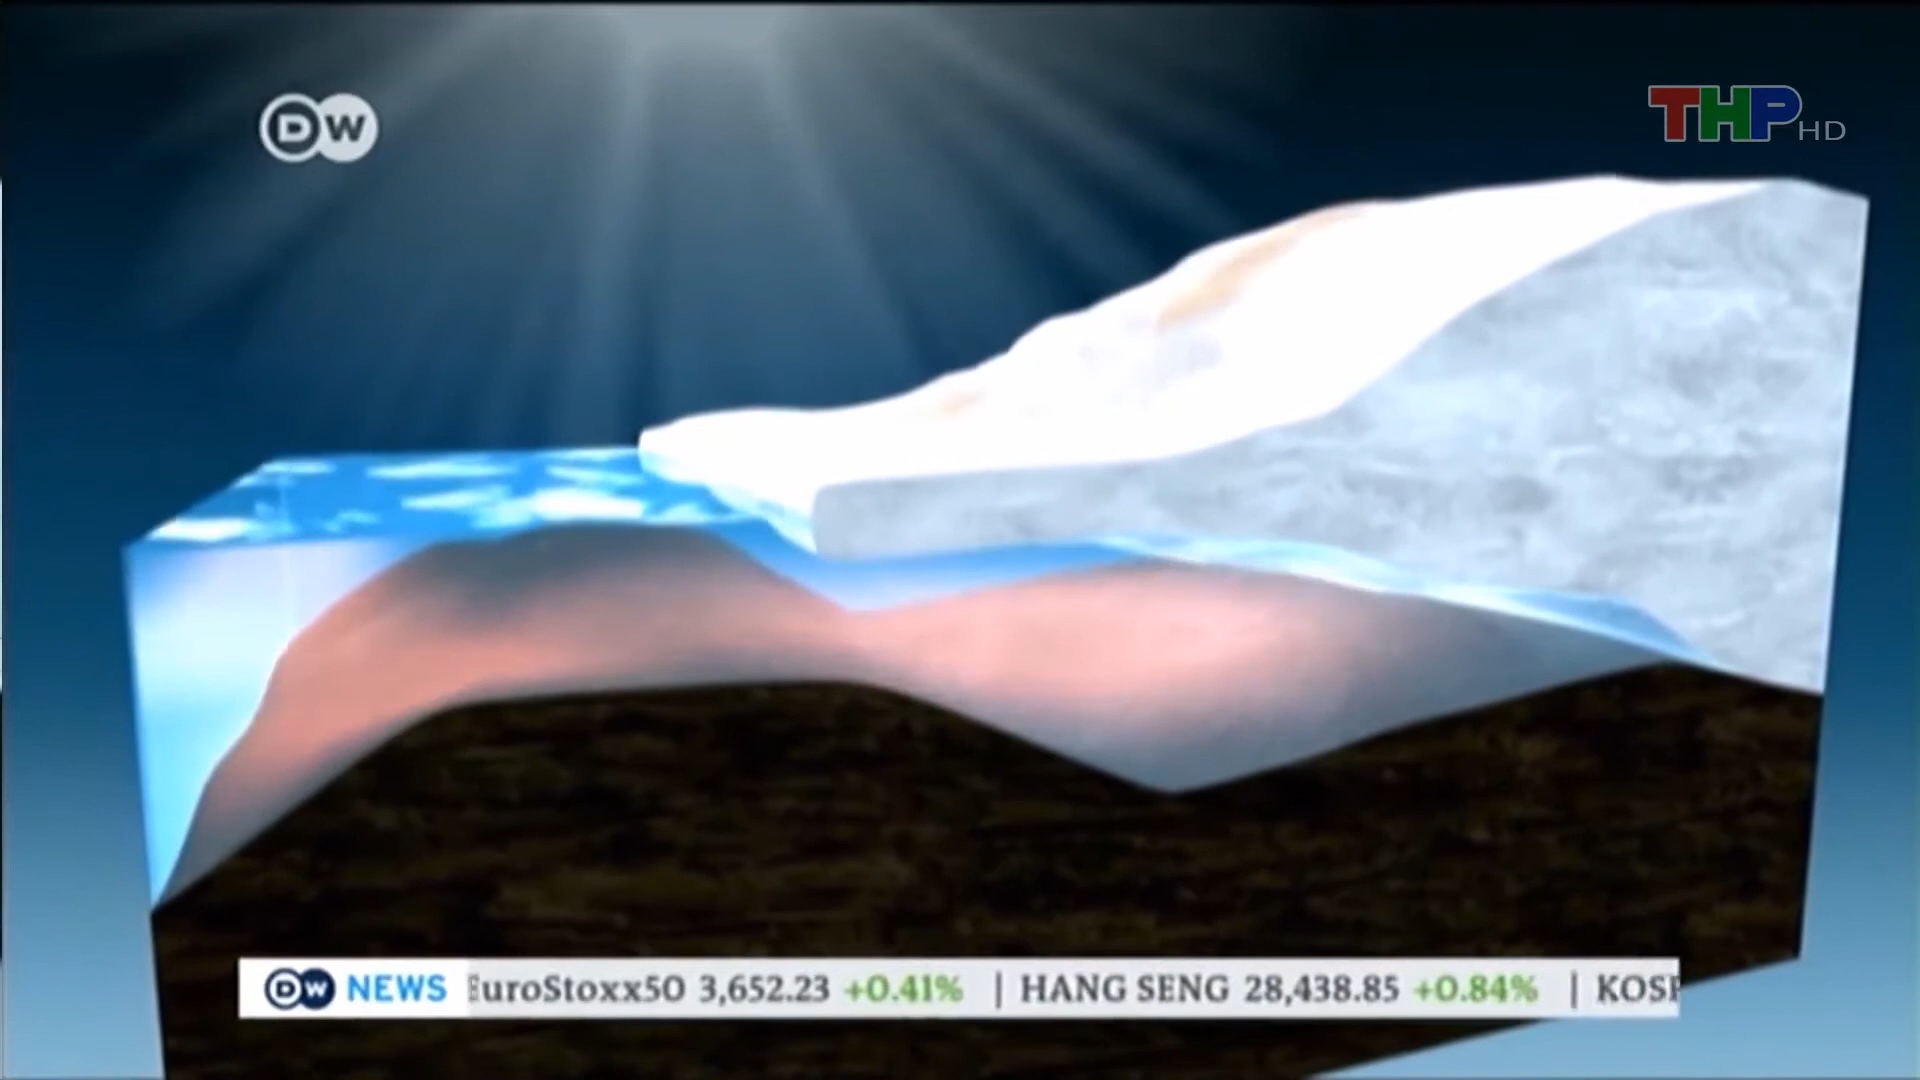 DW
THP HD
DW NEWS EuroStoxx50 3,652.23 +0.41% | HANG SENG 28,438.85 +0.84% |